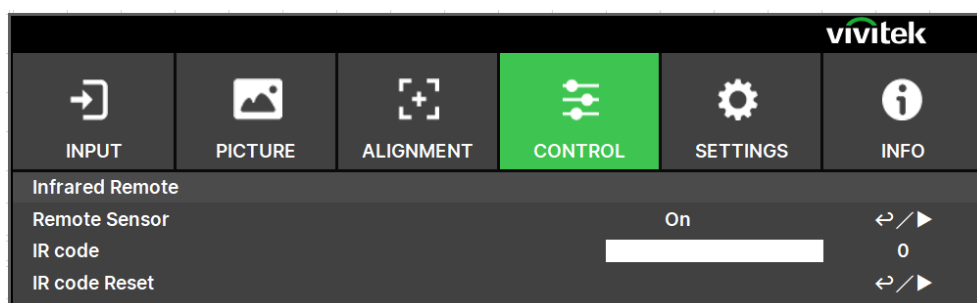 vivitek
INPUT PICTURE ALIGNMENT CONTROL SETTINGS INFO
Infrared Remote
Remote Sensor On ↩/▶
IR code 0
IR code Reset ↩/▶